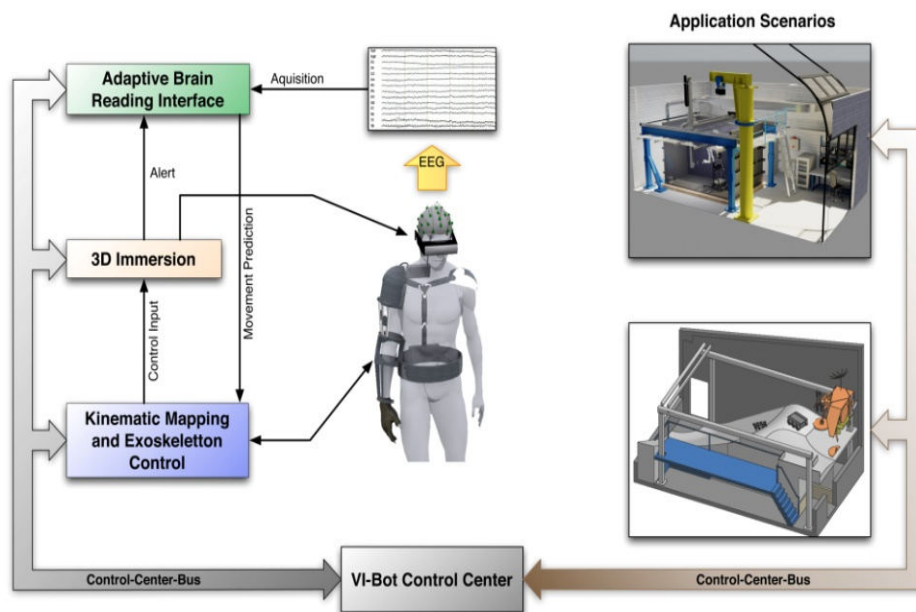 Application Scenarios
Adaptive Brain
Reading Interface
Aquisition
EEG
Alert
Movement Prediction
3D Immersion
Control Input
Kinematic Mapping
and Exoskeletton
Control
Control-Center-Bus
VI-Bot Control Center
Control-Center-Bus